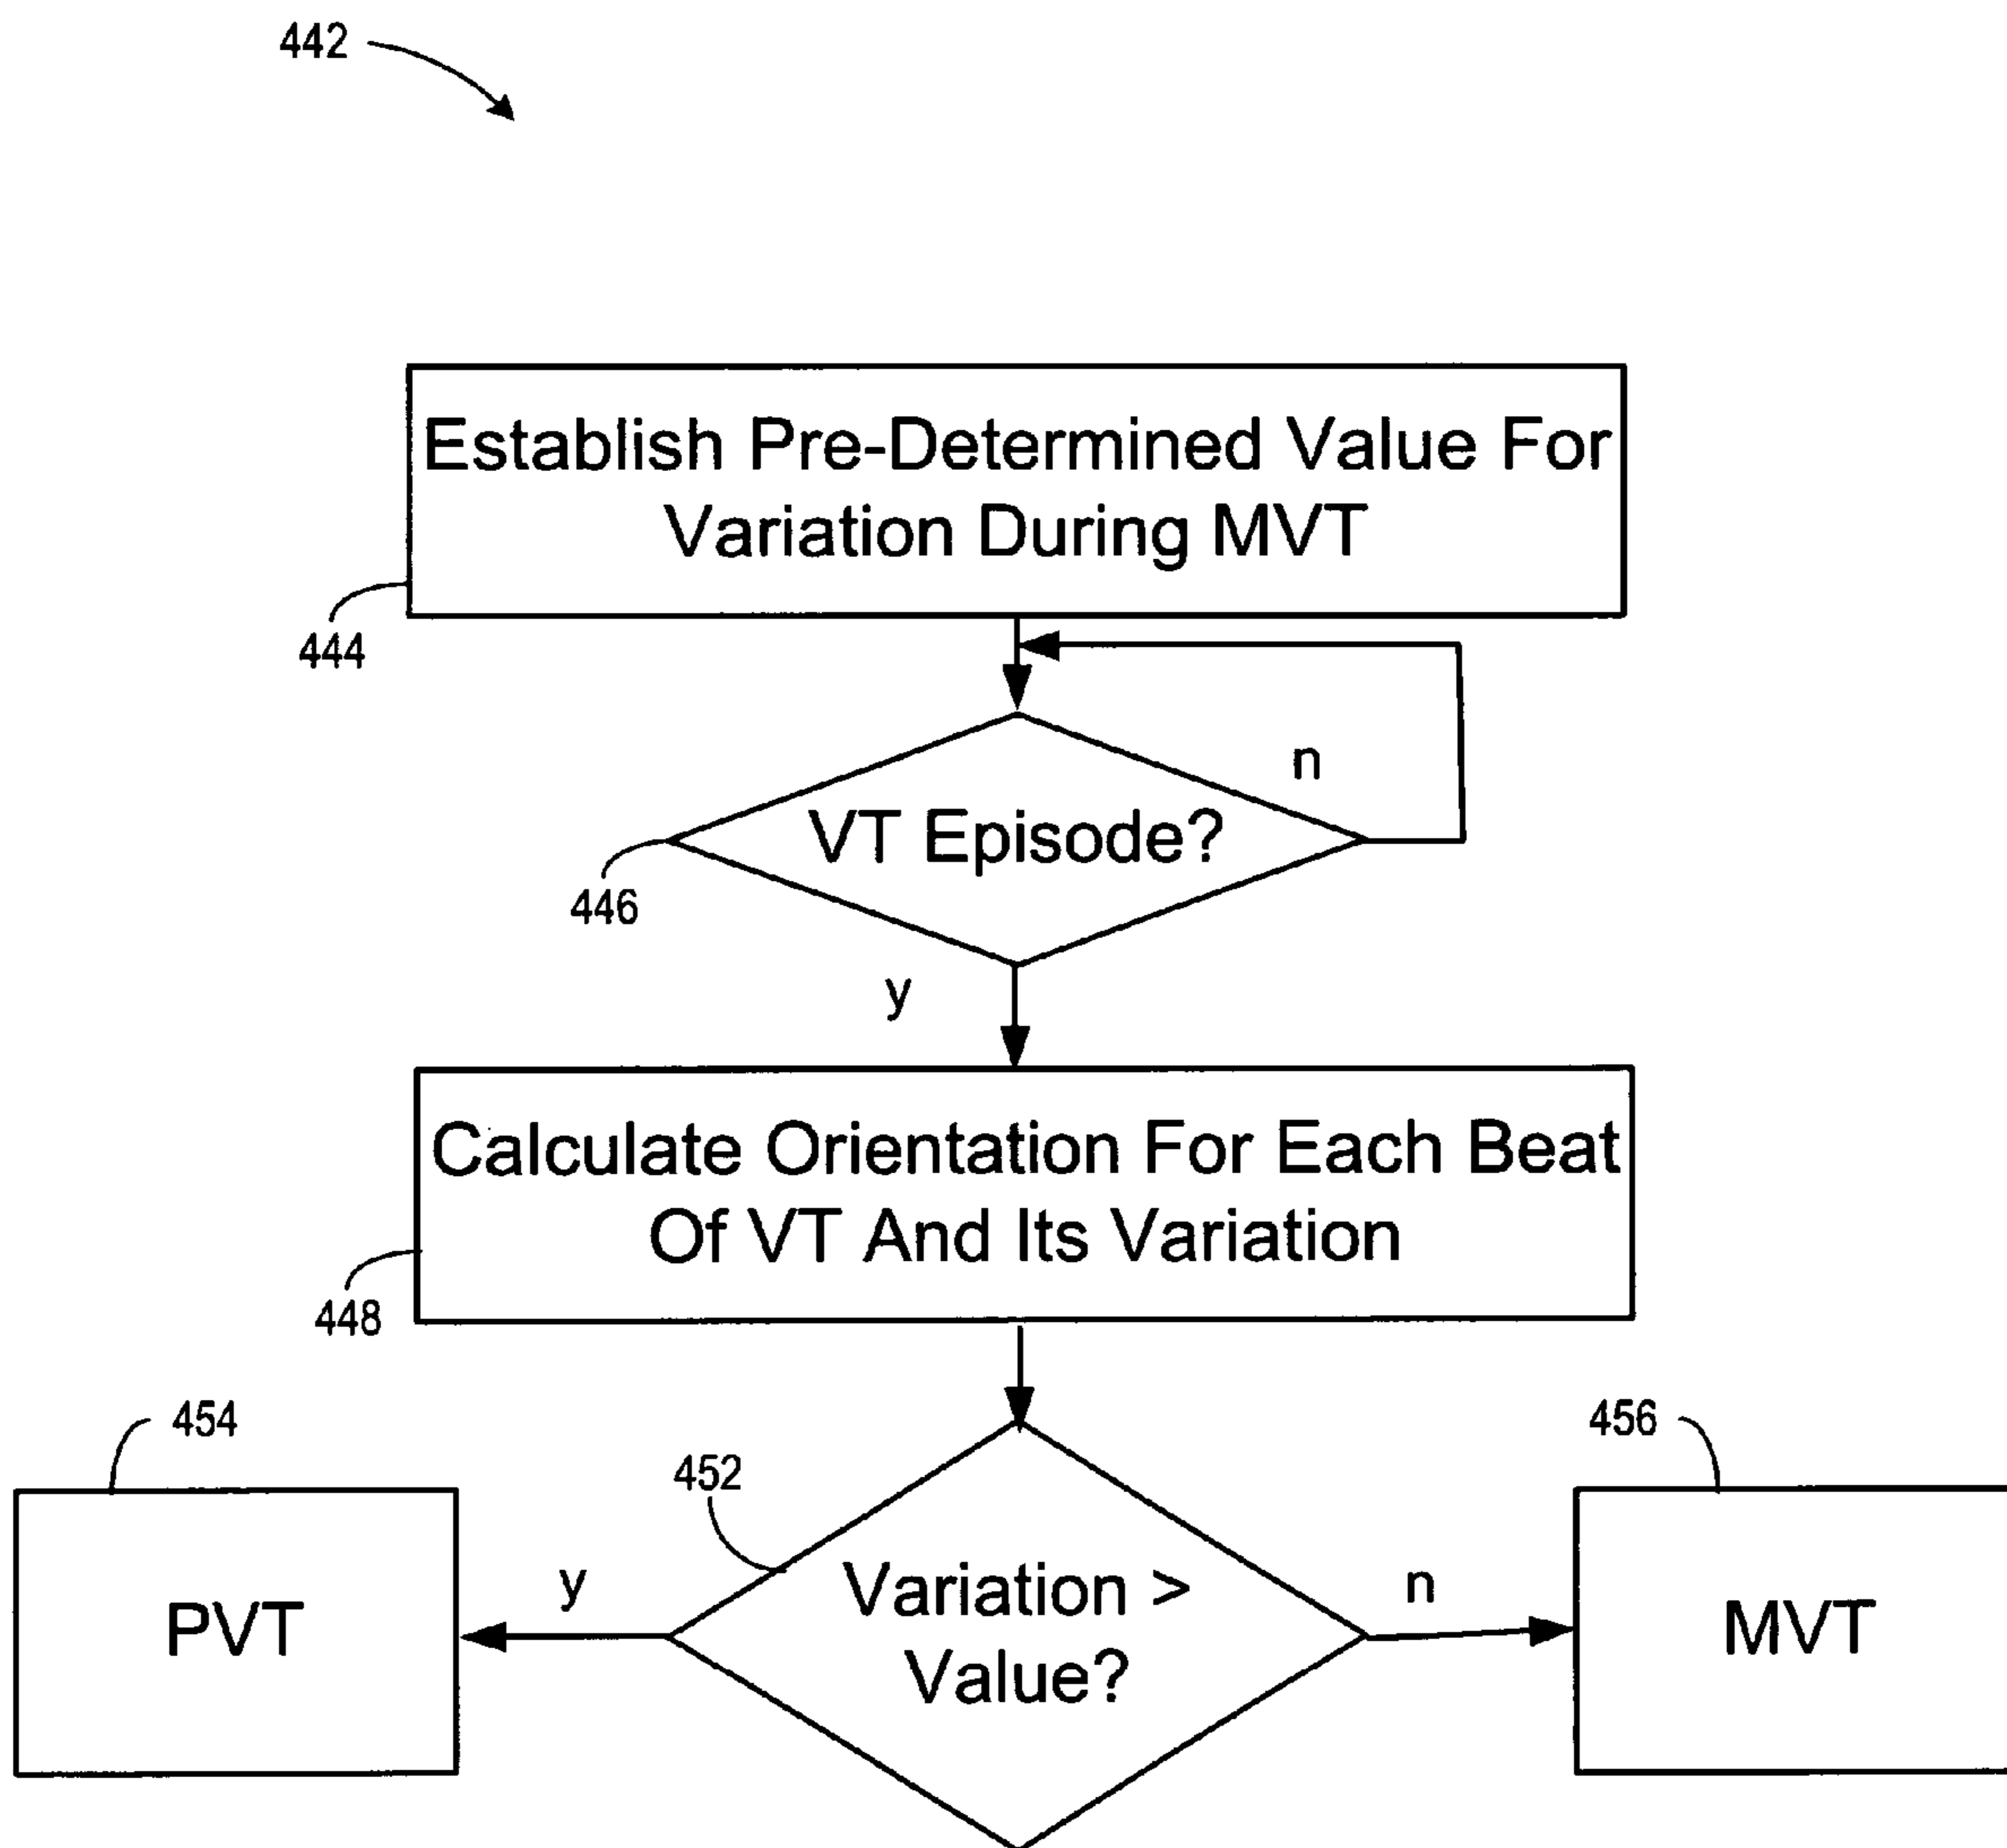 442
Establish Pre-Determined Value For
Variation During MVT
444
n
VT Episode?
446
y
Calculate Orientation For Each Beat
Of VT And Its Variation
448
454
456
452
y
Variation >
n
PVT
MVT
Value?